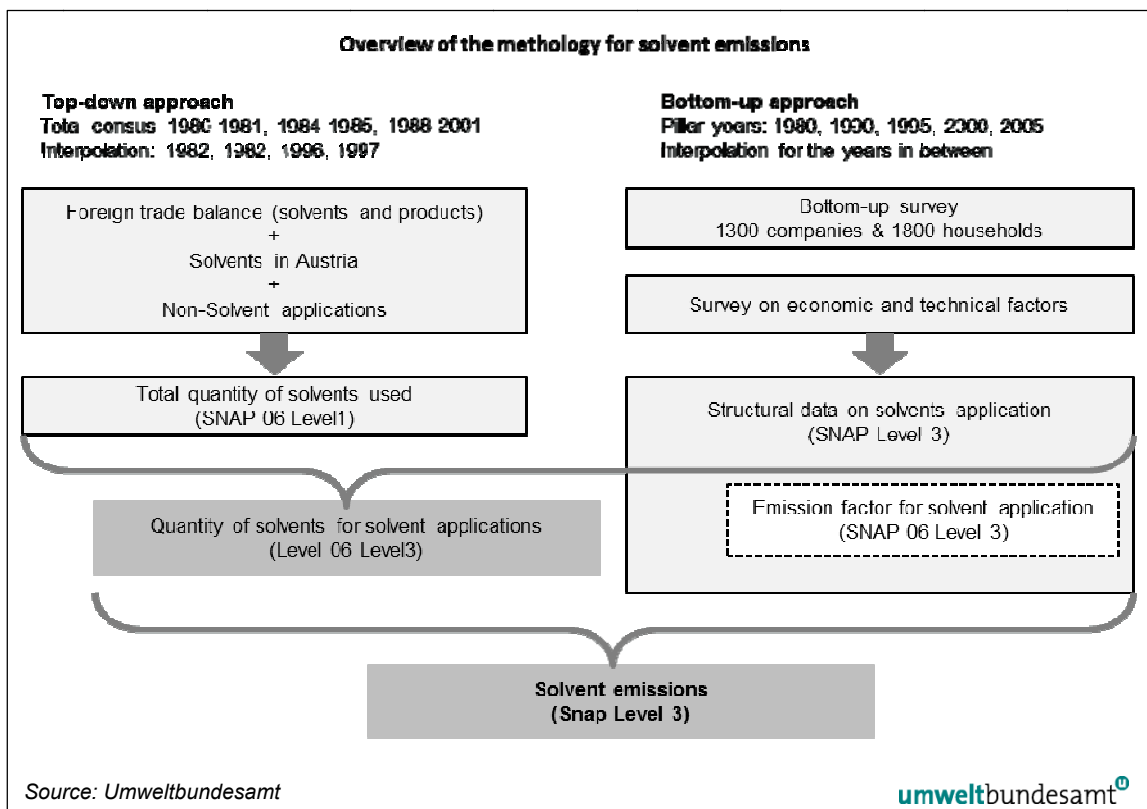 Overview of the methology for solvent emissions
Top-down approach
Tota census 1980 1981, 1984 1985, 1988 2001
Interpolation: 1982, 1982, 1996, 1997
Foreign trade balance (solvents and products)
+
Solvents in Austria
+
Non-Solvent applications
Total quantity of solvents used
(SNAP 06 Level1)
Bottom-up approach
Pillar years: 1980, 1990, 1995, 2000, 2005
Interpolation for the years in between
Bottom-up survey
1300 companies & 1800 households
Survey on economic and technical factors
Structural data on solvents application
(SNAP Level 3)
Emission factor for solvent application
(SNAP 06 Level 3)
Quantity of solvents for solvent applications
(Level 06 Level3)
Solvent emissions
(Snap Level 3)
Source: Umweltbundesamt
umweltbundesamt
u